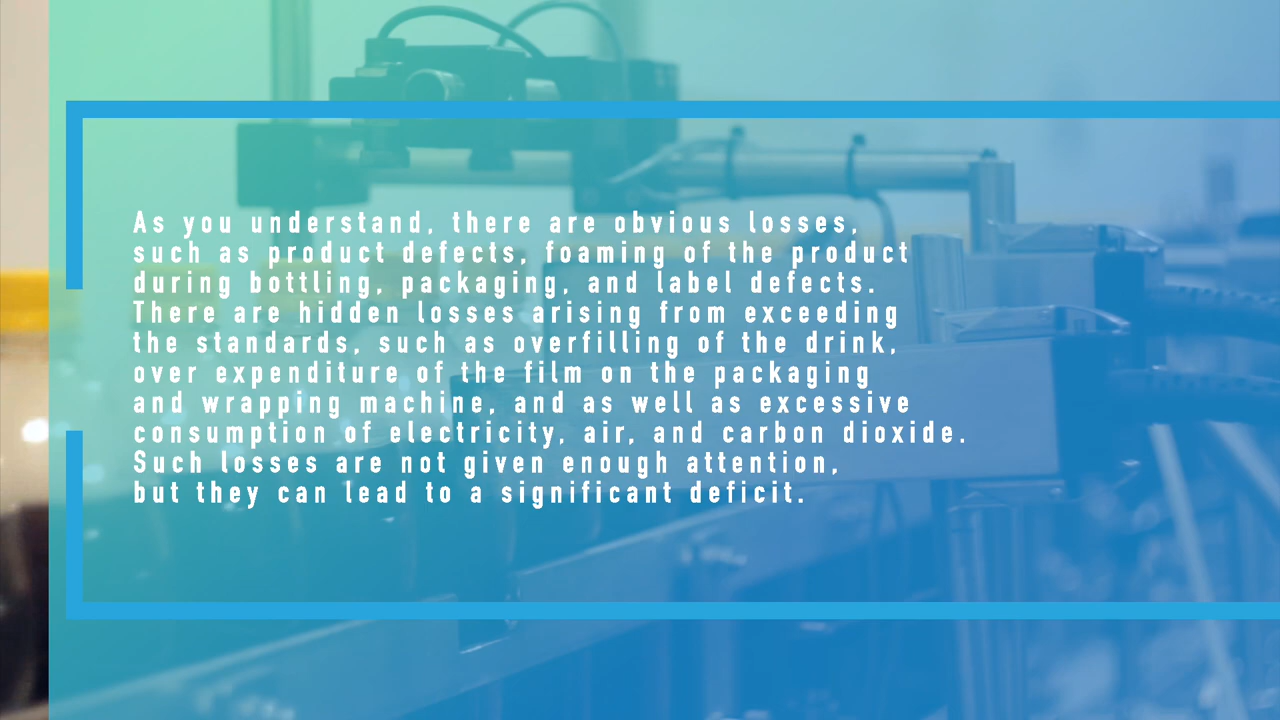 As you understand, there are obvious losses,
such as product defects, foaming of the product
during bottling, packaging, and label defects.
There are hidden losses arising from exceeding
the standards, such as overfilling of the drink,
over expenditure of the film on the packaging
and wrapping machine, and as well as excessive
consumption of electricity, air, and carbon dioxide.
Such losses are not given enough attention,
but they can lead to a significant deficit.